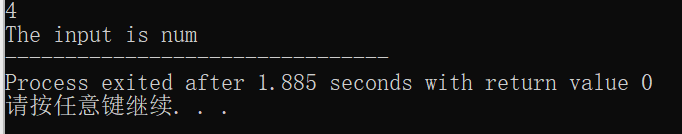 4
The input is num
--------------------------------
Process exited after 1.885 seconds with return value 0
请按任意键继续. . .